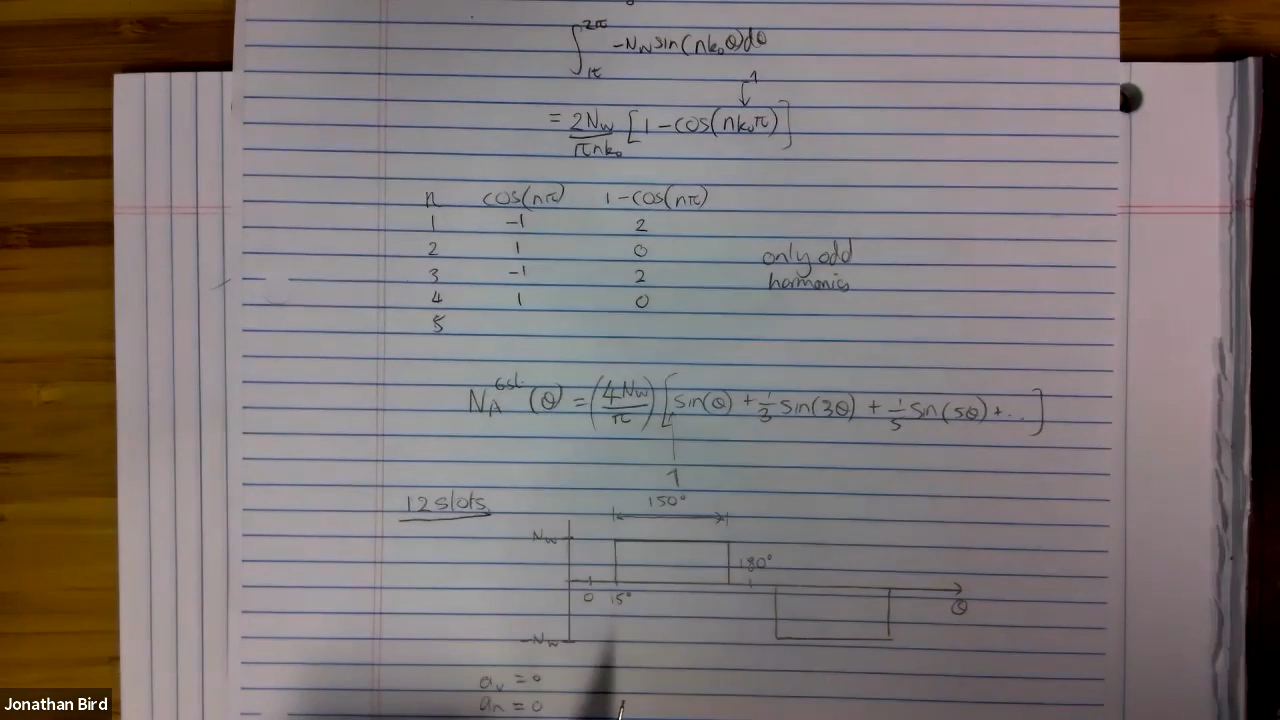 ∫_{1π}^{2π} -N_W sin(nk₀θ)dθ
1
= 2N_W/πnk₀ [1-cos(nk₀π)]
n cos(nπ) 1-cos(nπ)
1 -1 2
2 1 0 only odd
3 -1 2 harmonics
4 1 0
5
N_A^{6sl.}(θ) = (4N_W/π) [sin(θ) + 1/3 sin(3θ) + 1/5 sin(5θ) + ...]
1
12 slots
150°
N_W
180°
0 15°
θ
-N_W
a_v = 0
a_n = 0
Jonathan Bird